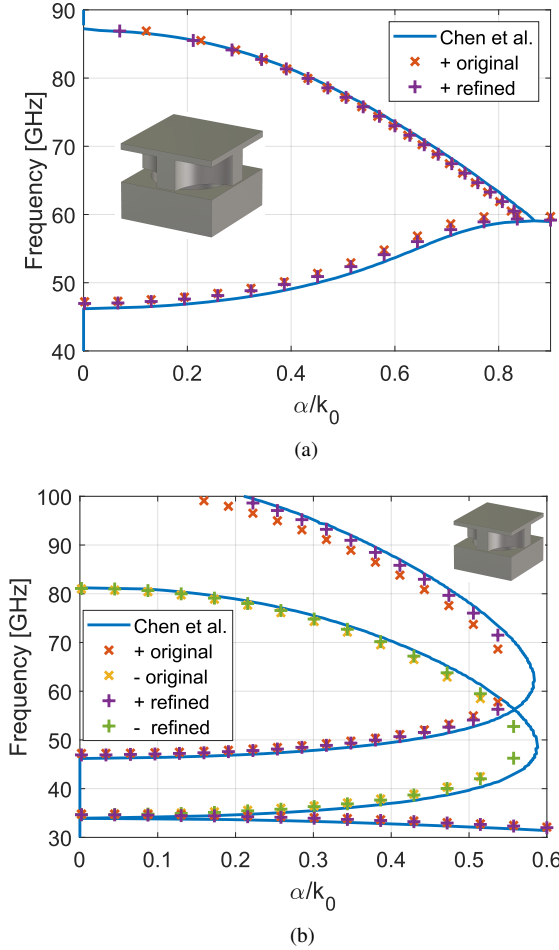 90
80
70
60
50
40
Frequency [GHz]
Chen et al.
+ original
+ refined
0
0.2
0.4
0.6
0.8
α/k₀
(a)
100
90
80
70
60
50
40
30
Frequency [GHz]
Chen et al.
+ original
- original
+ refined
- refined
0
0.1
0.2
0.3
0.4
0.5
0.6
α/k₀
(b)